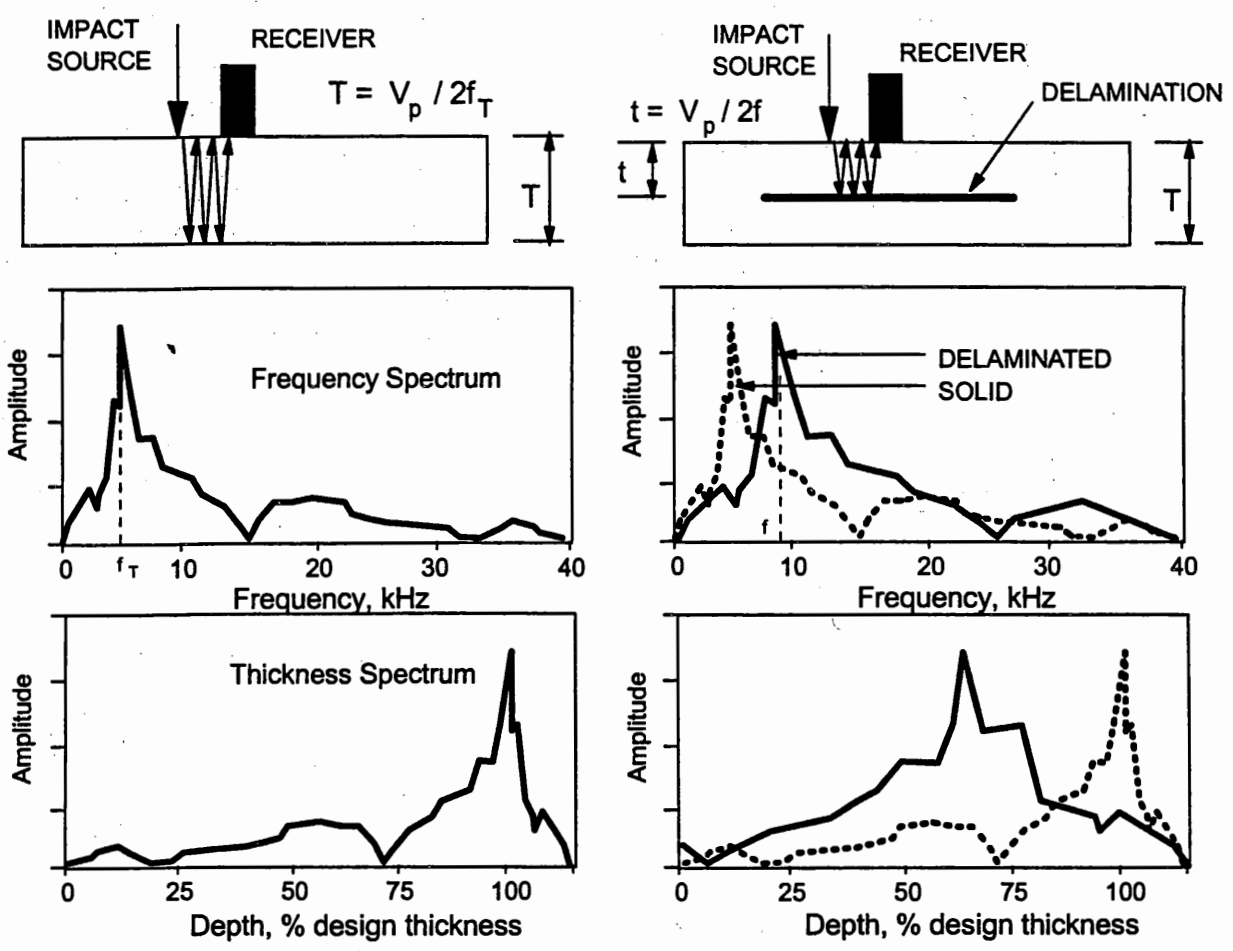 IMPACT
SOURCE
RECEIVER
T = Vp / 2fT
T
IMPACT
SOURCE
RECEIVER
DELAMINATION
t = Vp / 2f
t
T
Amplitude
Frequency Spectrum
0 fT 10 20 30 40
Frequency, kHz
Amplitude
DELAMINATED
SOLID
f
0 10 20 30 40
Frequency, kHz
Amplitude
Thickness Spectrum
0 25 50 75 100
Depth, % design thickness
Amplitude
0 25 50 75 100
Depth, % design thickness